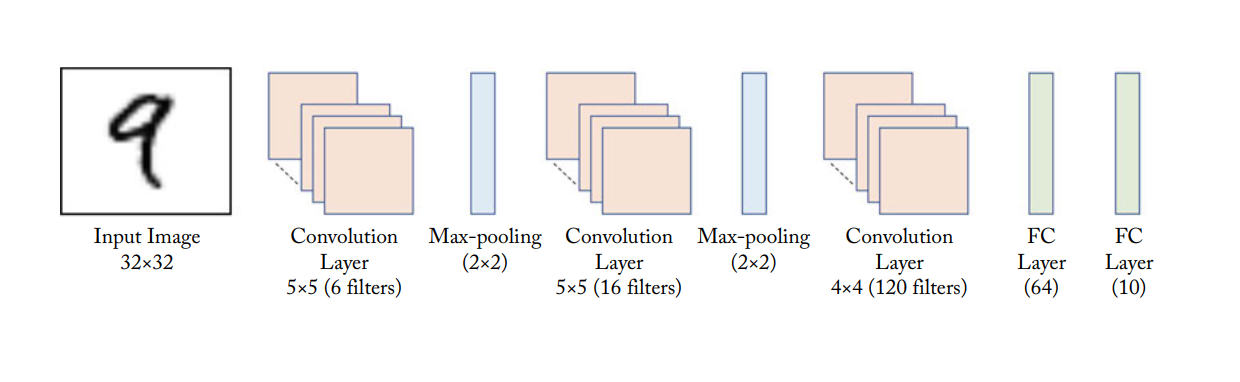 9
Input Image
32×32
Convolution
Layer
5×5 (6 filters)
Max-pooling
(2×2)
Convolution
Layer
5×5 (16 filters)
Max-pooling
(2×2)
Convolution
Layer
4×4 (120 filters)
FC
Layer
(64)
FC
Layer
(10)